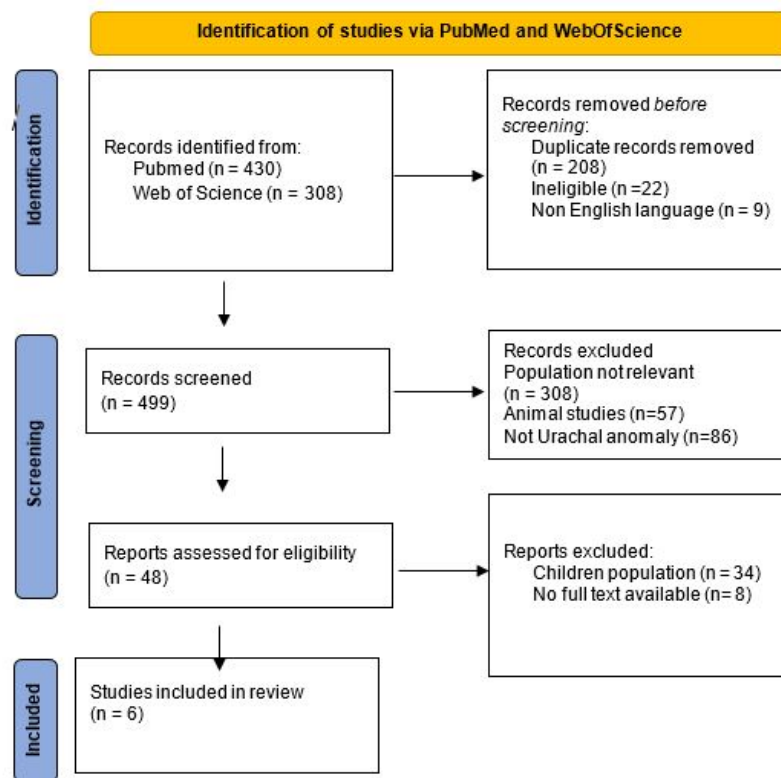 Identification of studies via PubMed and WebOfScience
Identification
Records identified from:
Pubmed (n = 430)
Web of Science (n = 308)
Records removed before
screening:
Duplicate records removed
(n = 208)
Ineligible (n =22)
Non English language (n = 9)
Screening
Records screened
(n = 499)
Records excluded
Population not relevant
(n = 308)
Animal studies (n=57)
Not Urachal anomaly (n=86)
Reports assessed for eligibility
(n = 48)
Reports excluded:
Children population (n = 34)
No full text available (n= 8)
Included
Studies included in review
(n = 6)